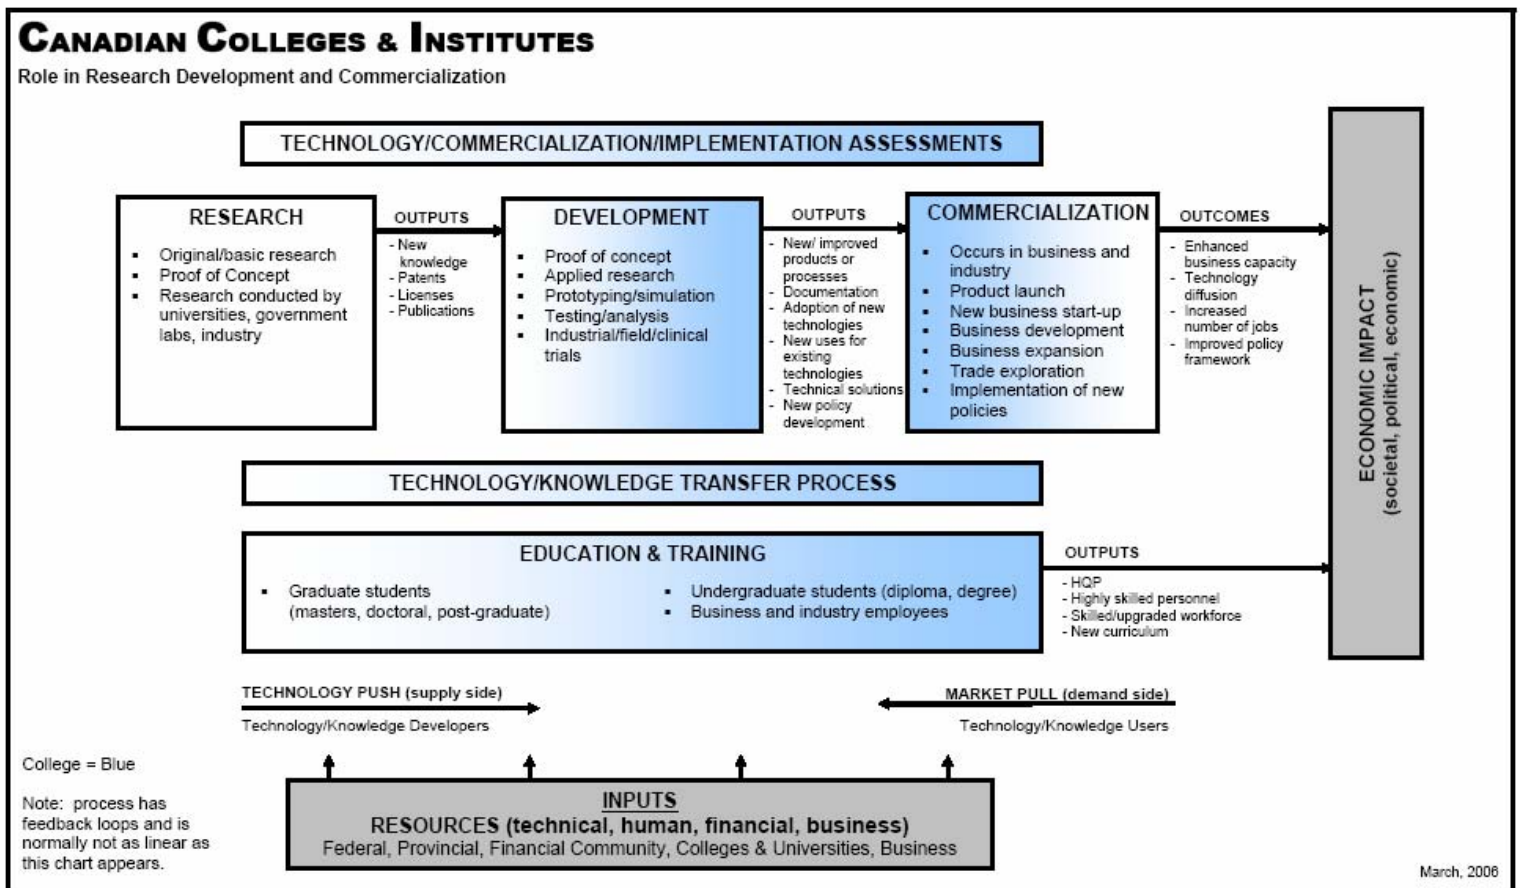 CANADIAN COLLEGES & INSTITUTES
Role in Research Development and Commercialization
TECHNOLOGY/COMMERCIALIZATION/IMPLEMENTATION ASSESSMENTS
RESEARCH
▪ Original/basic research
▪ Proof of Concept
▪ Research conducted by
universities, government
labs, industry
OUTPUTS
- New
knowledge
- Patents
- Licenses
- Publications
DEVELOPMENT
▪ Proof of concept
▪ Applied research
▪ Prototyping/simulation
▪ Testing/analysis
▪ Industrial/field/clinical
trials
OUTPUTS
- New/ improved
products or
processes
- Documentation
- Adoption of new
technologies
- New uses for
existing
technologies
- Technical solutions
- New policy
development
COMMERCIALIZATION
▪ Occurs in business and
industry
▪ Product launch
▪ New business start-up
▪ Business development
▪ Business expansion
▪ Trade exploration
▪ Implementation of new
policies
OUTCOMES
- Enhanced
business capacity
- Technology
diffusion
- Increased
number of jobs
- Improved policy
framework
ECONOMIC IMPACT
(societal, political, economic)
TECHNOLOGY/KNOWLEDGE TRANSFER PROCESS
EDUCATION & TRAINING
▪ Graduate students
(masters, doctoral, post-graduate)
▪ Undergraduate students (diploma, degree)
▪ Business and industry employees
OUTPUTS
- HQP
- Highly skilled personnel
- Skilled/upgraded workforce
- New curriculum
TECHNOLOGY PUSH (supply side)
Technology/Knowledge Developers
MARKET PULL (demand side)
Technology/Knowledge Users
College = Blue
Note: process has
feedback loops and is
normally not as linear as
this chart appears.
INPUTS
RESOURCES (technical, human, financial, business)
Federal, Provincial, Financial Community, Colleges & Universities, Business
March, 2006